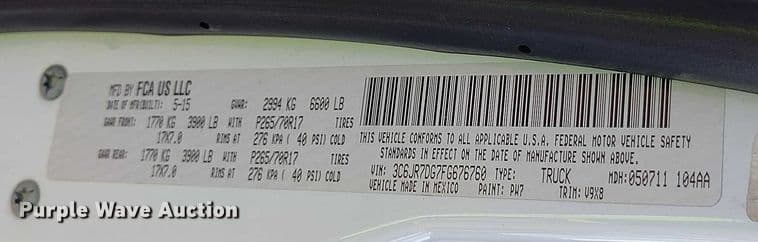 MFD BY FCA US LLC
DATE OF MFR(BUILT): 5-15 GVWR: 2994 KG 6600 LB
GAWR FRONT: 1770 KG 3900 LB WITH P265/70R17 TIRES
17X7.0 RIMS AT 276 KPA ( 40 PSI) COLD
GAWR REAR: 1770 KG 3900 LB WITH P265/70R17 TIRES
17X7.0 RIMS AT 276 KPA ( 40 PSI) COLD
THIS VEHICLE CONFORMS TO ALL APPLICABLE U.S.A. FEDERAL MOTOR VEHICLE SAFETY
STANDARDS IN EFFECT ON THE DATE OF MANUFACTURE SHOWN ABOVE.
VIN: 3C6JR7DG7FG676760 TYPE: TRUCK MDH: 050711 104AA
VEHICLE MADE IN MEXICO PAINT: PW7 TRIM: V9X8
Purple Wave Auction